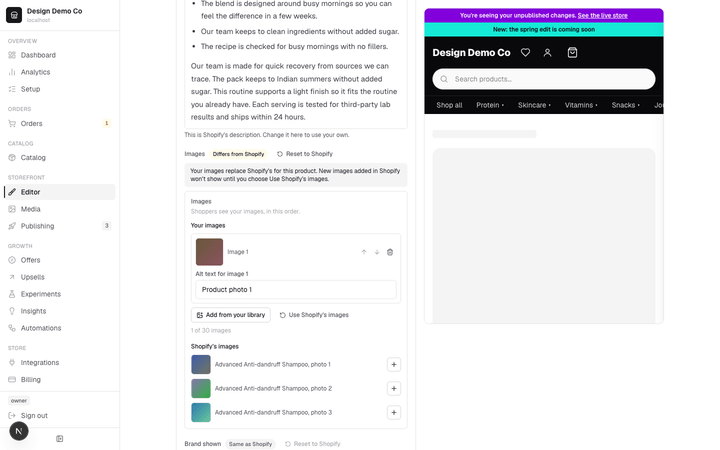 Design Demo Co
localhost
OVERVIEW
Dashboard
Analytics
Setup
ORDERS
Orders
1
CATALOG
Catalog
STOREFRONT
Editor
Media
Publishing
3
GROWTH
Offers
Upsells
Experiments
Insights
Automations
STORE
Integrations
Billing
owner
Sign out
N
• The blend is designed around busy mornings so you can
feel the difference in a few weeks.
• Our team keeps to clean ingredients without added sugar.
• The recipe is checked for busy mornings with no fillers.
Our team is made for quick recovery from sources we can
trace. The pack keeps to Indian summers without added
sugar. This routine supports a light finish so it fits the routine
you already have. Each serving is tested for third-party lab
results and ships within 24 hours.
This is Shopify's description. Change it here to use your own.
Images
Differs from Shopify
Reset to Shopify
Your images replace Shopify's for this product. New images added in Shopify
won't show until you choose Use Shopify's images.
Images
Shoppers see your images, in this order.
Your images
Image 1
Alt text for image 1
Product photo 1
Add from your library
Use Shopify's images
1 of 30 images
Shopify's images
Advanced Anti-dandruff Shampoo, photo 1
Advanced Anti-dandruff Shampoo, photo 2
Advanced Anti-dandruff Shampoo, photo 3
Brand shown
Same as Shopify
Reset to Shopify
You're seeing your unpublished changes. See the live store
New: the spring edit is coming soon
Design Demo Co
Search products...
Shop all
Protein
Skincare
Vitamins
Snacks